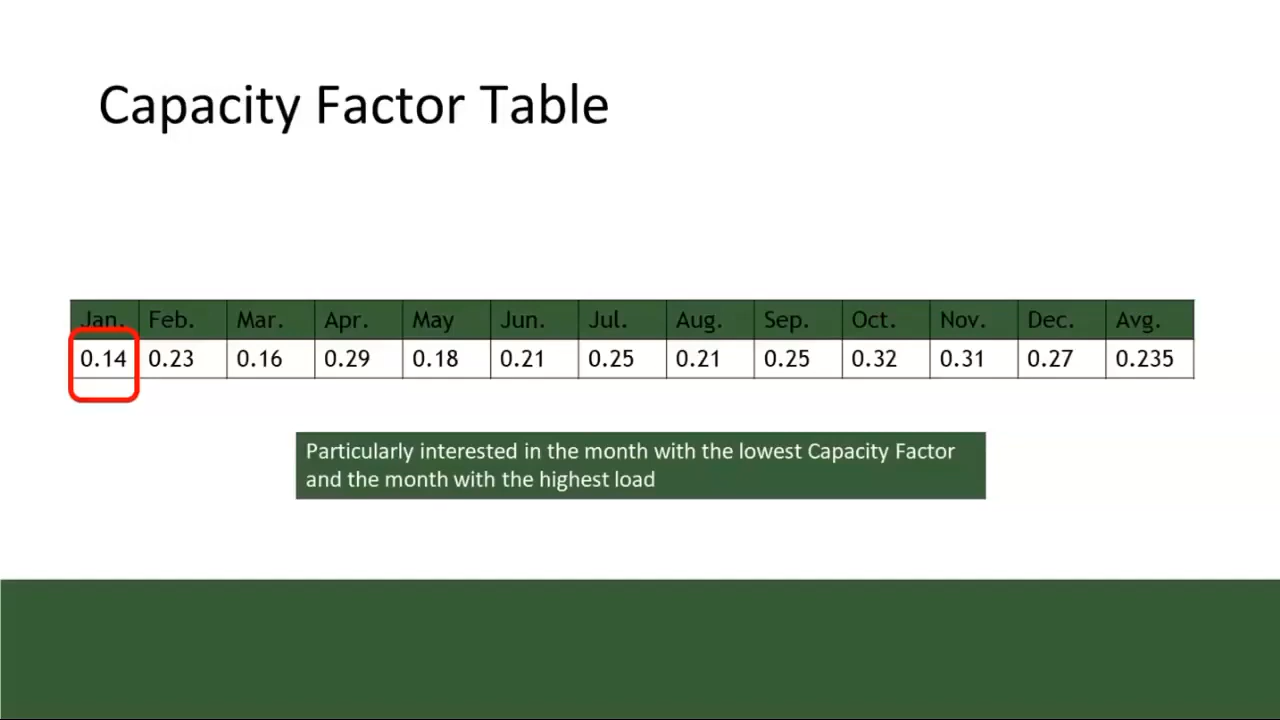 Capacity Factor Table
Jan. Feb. Mar. Apr. May Jun. Jul. Aug. Sep. Oct. Nov. Dec. Avg.
0.14 0.23 0.16 0.29 0.18 0.21 0.25 0.21 0.25 0.32 0.31 0.27 0.235
Particularly interested in the month with the lowest Capacity Factor
and the month with the highest load